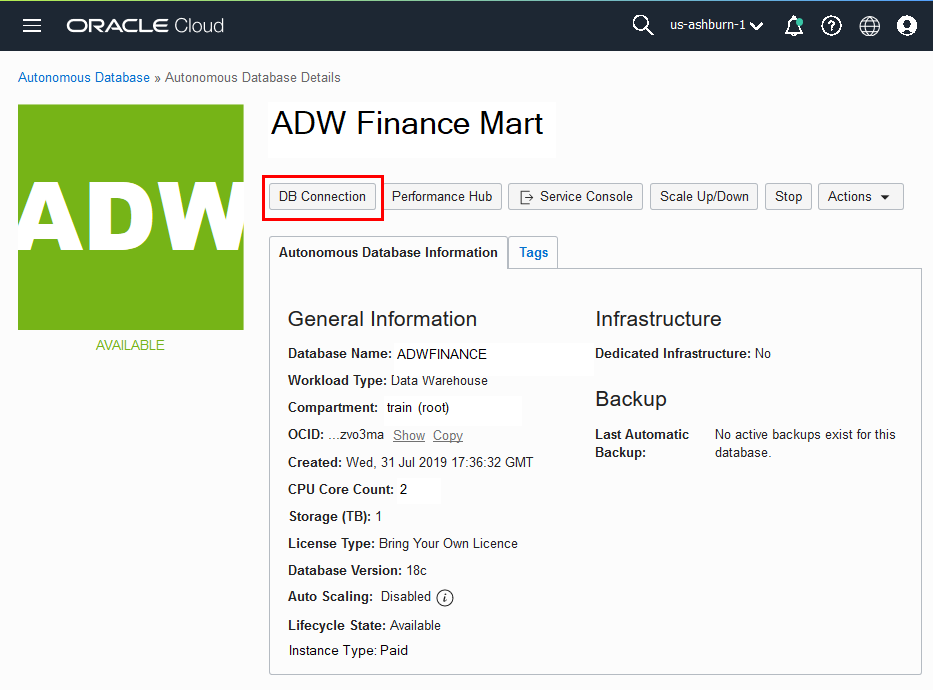 ORACLE Cloud
us-ashburn-1
Autonomous Database » Autonomous Database Details
ADW
AVAILABLE
ADW Finance Mart
DB Connection
Performance Hub
Service Console
Scale Up/Down
Stop
Actions
Autonomous Database Information
Tags
General Information
Database Name: ADWFINANCE
Workload Type: Data Warehouse
Compartment: train (root)
OCID: ...zvo3ma Show Copy
Created: Wed, 31 Jul 2019 17:36:32 GMT
CPU Core Count: 2
Storage (TB): 1
License Type: Bring Your Own Licence
Database Version: 18c
Auto Scaling: Disabled i
Lifecycle State: Available
Instance Type: Paid
Infrastructure
Dedicated Infrastructure: No
Backup
Last Automatic Backup:
No active backups exist for this
database.